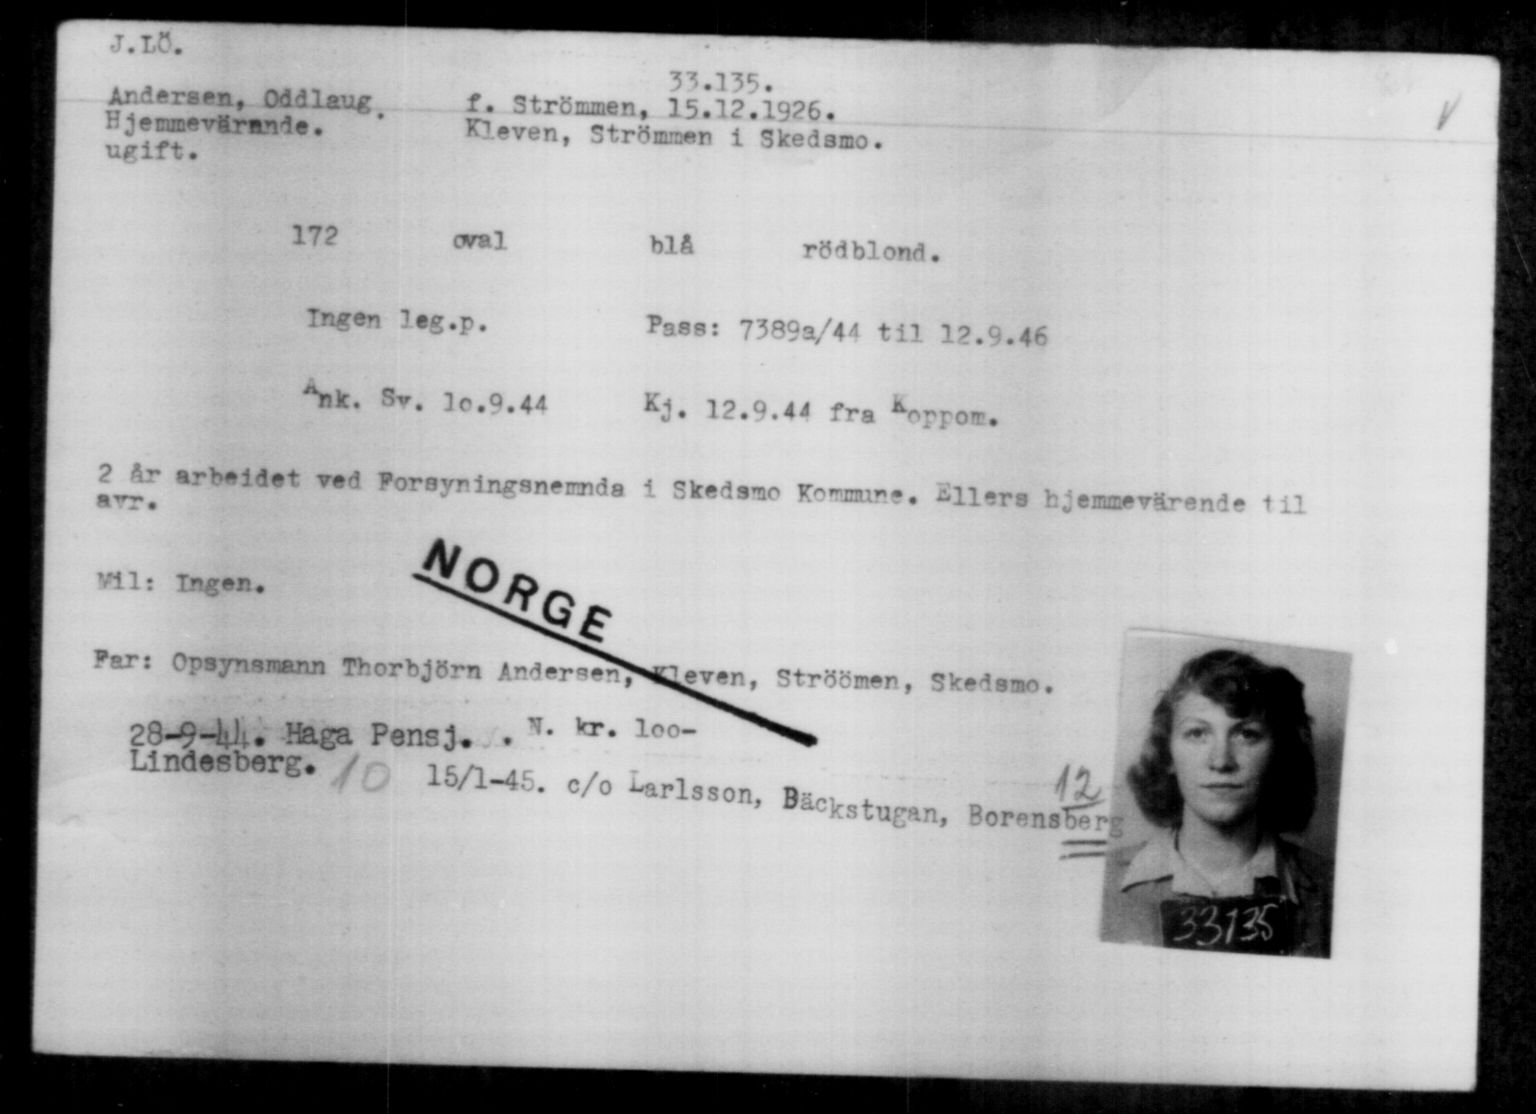 J.LÖ.
33.135.
Andersen, Oddlaug. f. Strömmen, 15.12.1926.
Hjemmevärande. Kleven, Strömmen i Skedsmo.
ugift.
172 oval blå rödblond.
Ingen leg.p. Pass: 7389a/44 til 12.9.46
Ank. Sv. lo.9.44 Kj. 12.9.44 fra Koppom.
2 år arbeidet ved Forsyningsnemnda i Skedsmo Kommune. Ellers hjemmevärende til
avr.
NORGE
Mil: Ingen.
Far: Opsynsmann Thorbjörn Andersen, Kleven, Ströömen, Skedsmo.
28-9-44. Haga Pensj. . N. kr. loo-
Lindesberg. 10 15/1-45. c/o Larlsson, Bäckstugan, Borensberg
12
33135